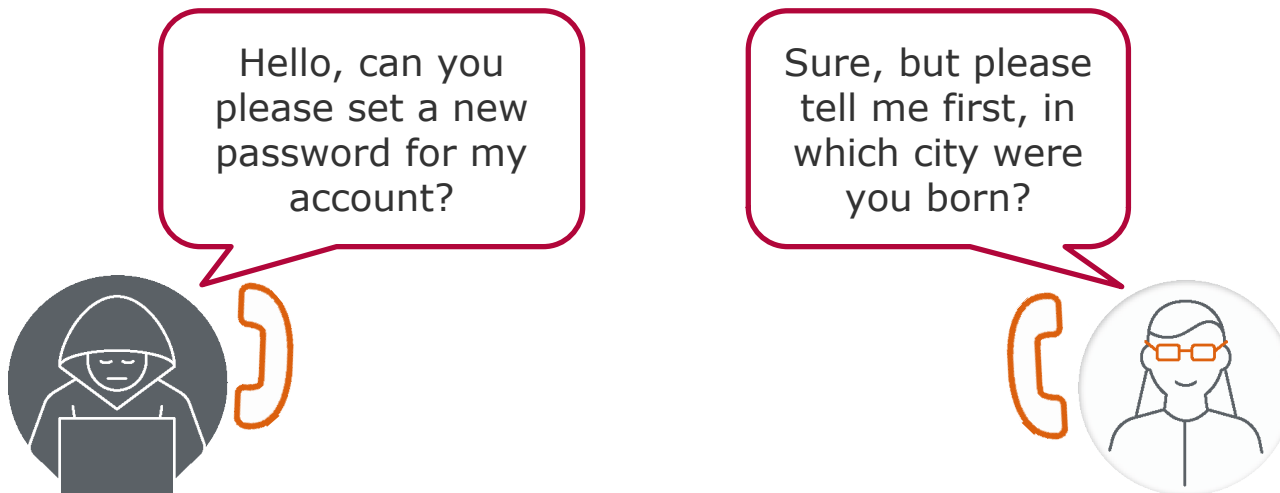 Hello, can you
please set a new
password for my
account?
Sure, but please
tell me first, in
which city were
you born?